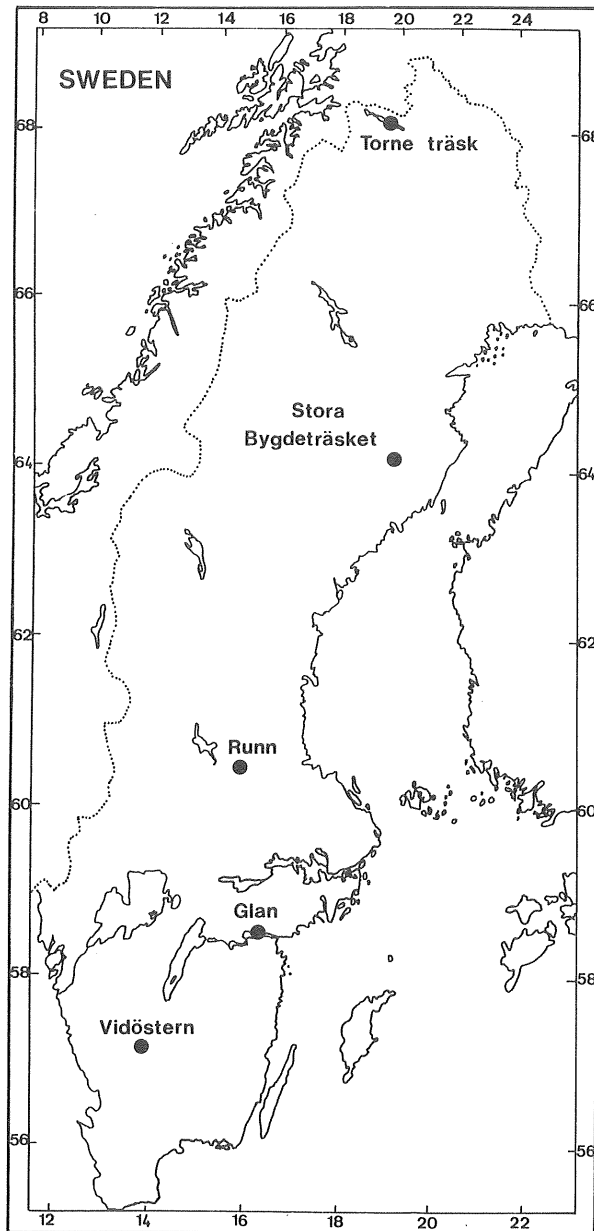 8 10 12 14 16 18 20 22 24
SWEDEN
68 68
Torne träsk
66 66
Stora
Bygdeträsket
64 64
62 62
Runn
60 60
Glan
58 58
Vidöstern
56 56
12 14 16 18 20 22